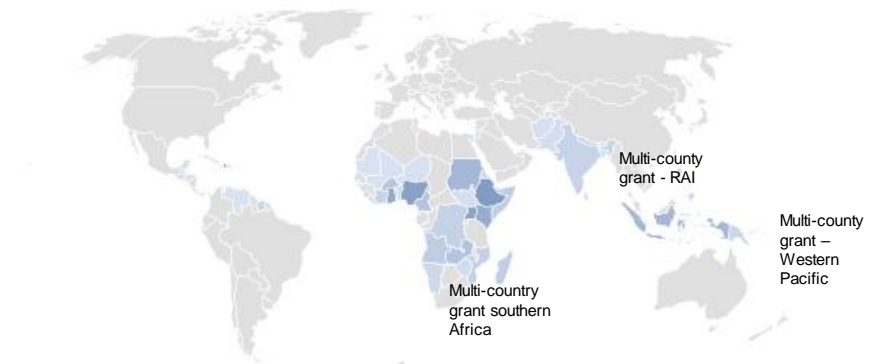 Multi-county
grant - RAI
Multi-county
grant –
Western
Pacific
Multi-country
grant southern
Africa